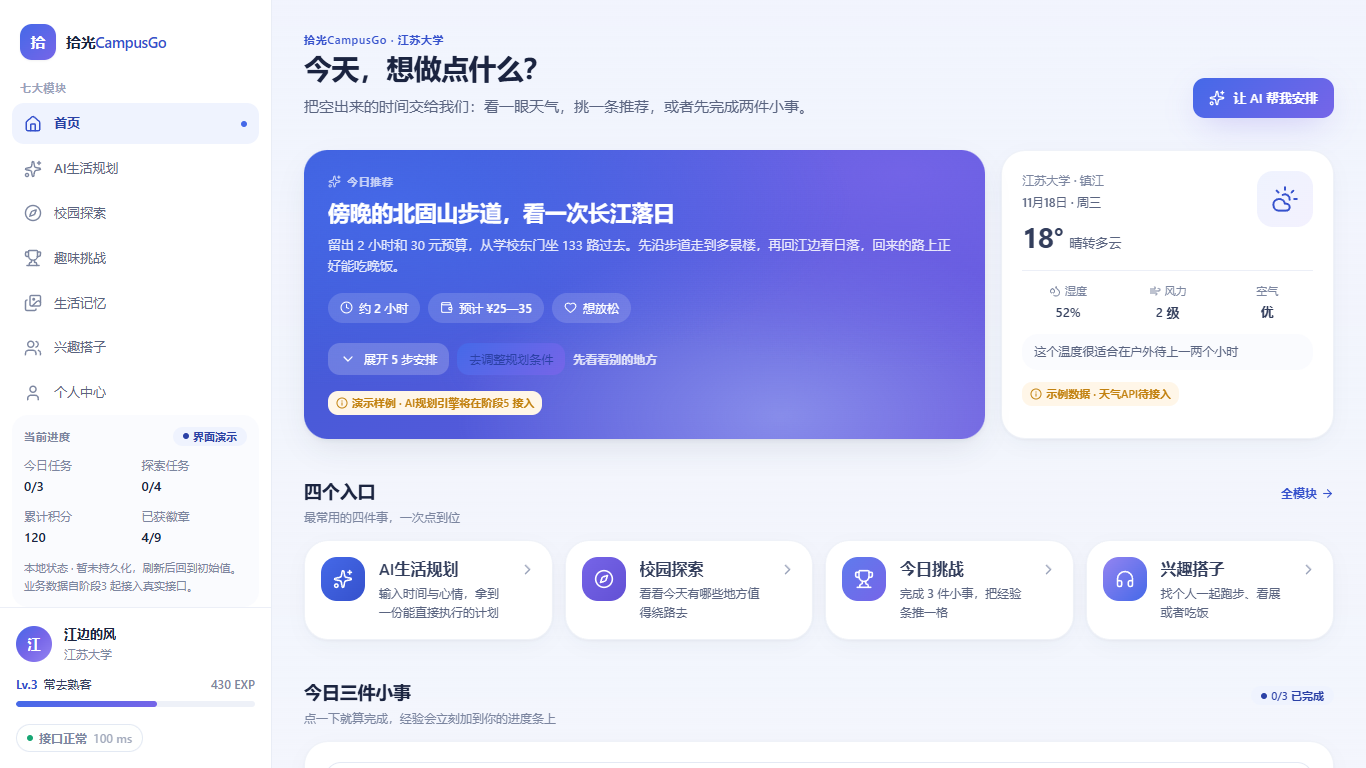 拾 拾光CampusGo
七大模块
首页
AI生活规划
校园探索
趣味挑战
生活记忆
兴趣搭子
个人中心
当前进度 界面演示
今日任务 探索任务
0/3 0/4
累计积分 已获徽章
120 4/9
本地状态 · 暂未持久化，刷新后回到初始值。
业务数据自阶段3 起接入真实接口。
江 江边的风
江苏大学
Lv.3 常去熟客 430 EXP
接口正常 100 ms
拾光CampusGo · 江苏大学
今天，想做点什么？
把空出来的时间交给我们：看一眼天气，挑一条推荐，或者先完成两件小事。
让 AI 帮我安排
今日推荐
傍晚的北固山步道，看一次长江落日
留出 2 小时和 30 元预算，从学校东门坐 133 路过去。先沿步道走到多景楼，再回江边看日落，回来的路上正
好能吃晚饭。
约 2 小时 预计 ¥25—35 想放松
展开 5 步安排 去调整规划条件 先看看别的地方
演示样例 · AI规划引擎将在阶段5 接入
江苏大学 · 镇江
11月18日 · 周三
18° 晴转多云
湿度 风力 空气
52% 2 级 优
这个温度很适合在户外待上一两个小时
示例数据 · 天气API待接入
四个入口
最常用的四件事，一次点到位
全模块
AI生活规划
输入时间与心情，拿到
一份能直接执行的计划
校园探索
看看今天有哪些地方值
得绕路去
今日挑战
完成 3 件小事，把经验
条推一格
兴趣搭子
找个人一起跑步、看展
或者吃饭
今日三件小事
点一下就算完成，经验会立刻加到你的进度条上
0/3 已完成